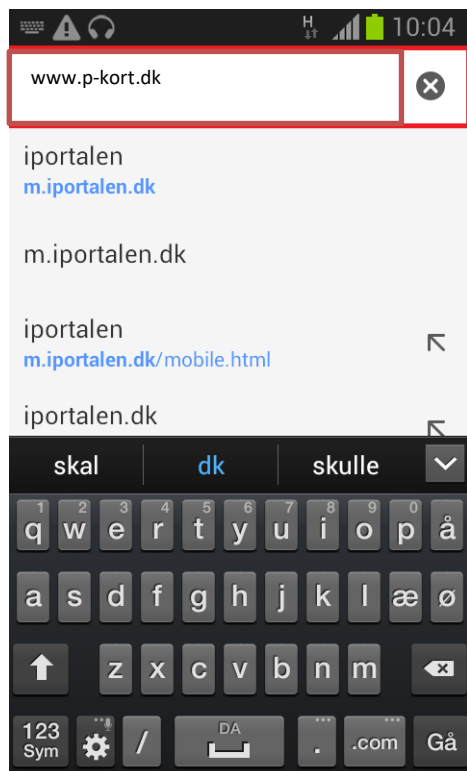 H 10:04
www.p-kort.dk
iportalen
m.iportalen.dk
m.iportalen.dk
iportalen
m.iportalen.dk/mobile.html
iportalen.dk
skal dk skulle
1 2 3 4 5 6 7 8 9 0
q w e r t y u i o p å
a s d f g h j k l æ ø
z x c v b n m
123 Sym / DA . .com Gå